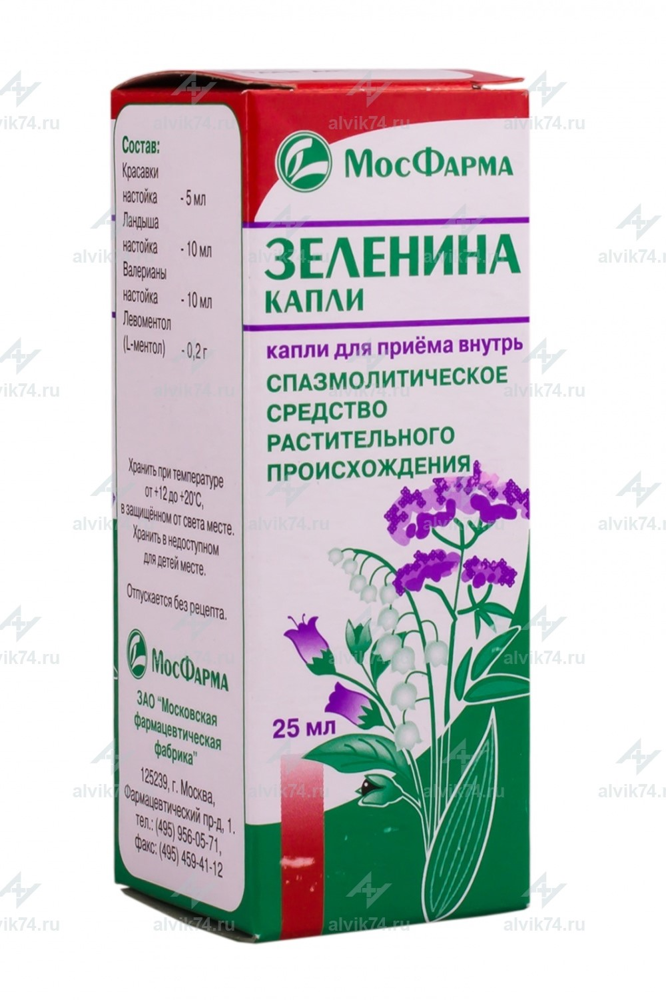 Состав:
Красавки
настойка - 5 мл
Ландыша
настойка - 10 мл
Валерианы
настойка - 10 мл
Левоментол
(L-ментол) - 0,2 г
Хранить при температуре
от +12 до +20°С,
в защищённом от света месте.
Хранить в недоступном
для детей месте.
Отпускается без рецепта.
МосФарма
ЗАО "Московская
фармацевтическая
фабрика"
125239, г. Москва,
Фармацевтический пр-д, 1.
тел.: (495) 956-05-71,
факс: (495) 459-41-12
МосФарма
ЗЕЛЕНИНА
КАПЛИ
капли для приёма внутрь
СПАЗМОЛИТИЧЕСКОЕ
СРЕДСТВО
РАСТИТЕЛЬНОГО
ПРОИСХОЖДЕНИЯ
25 мл
alvik74.ru